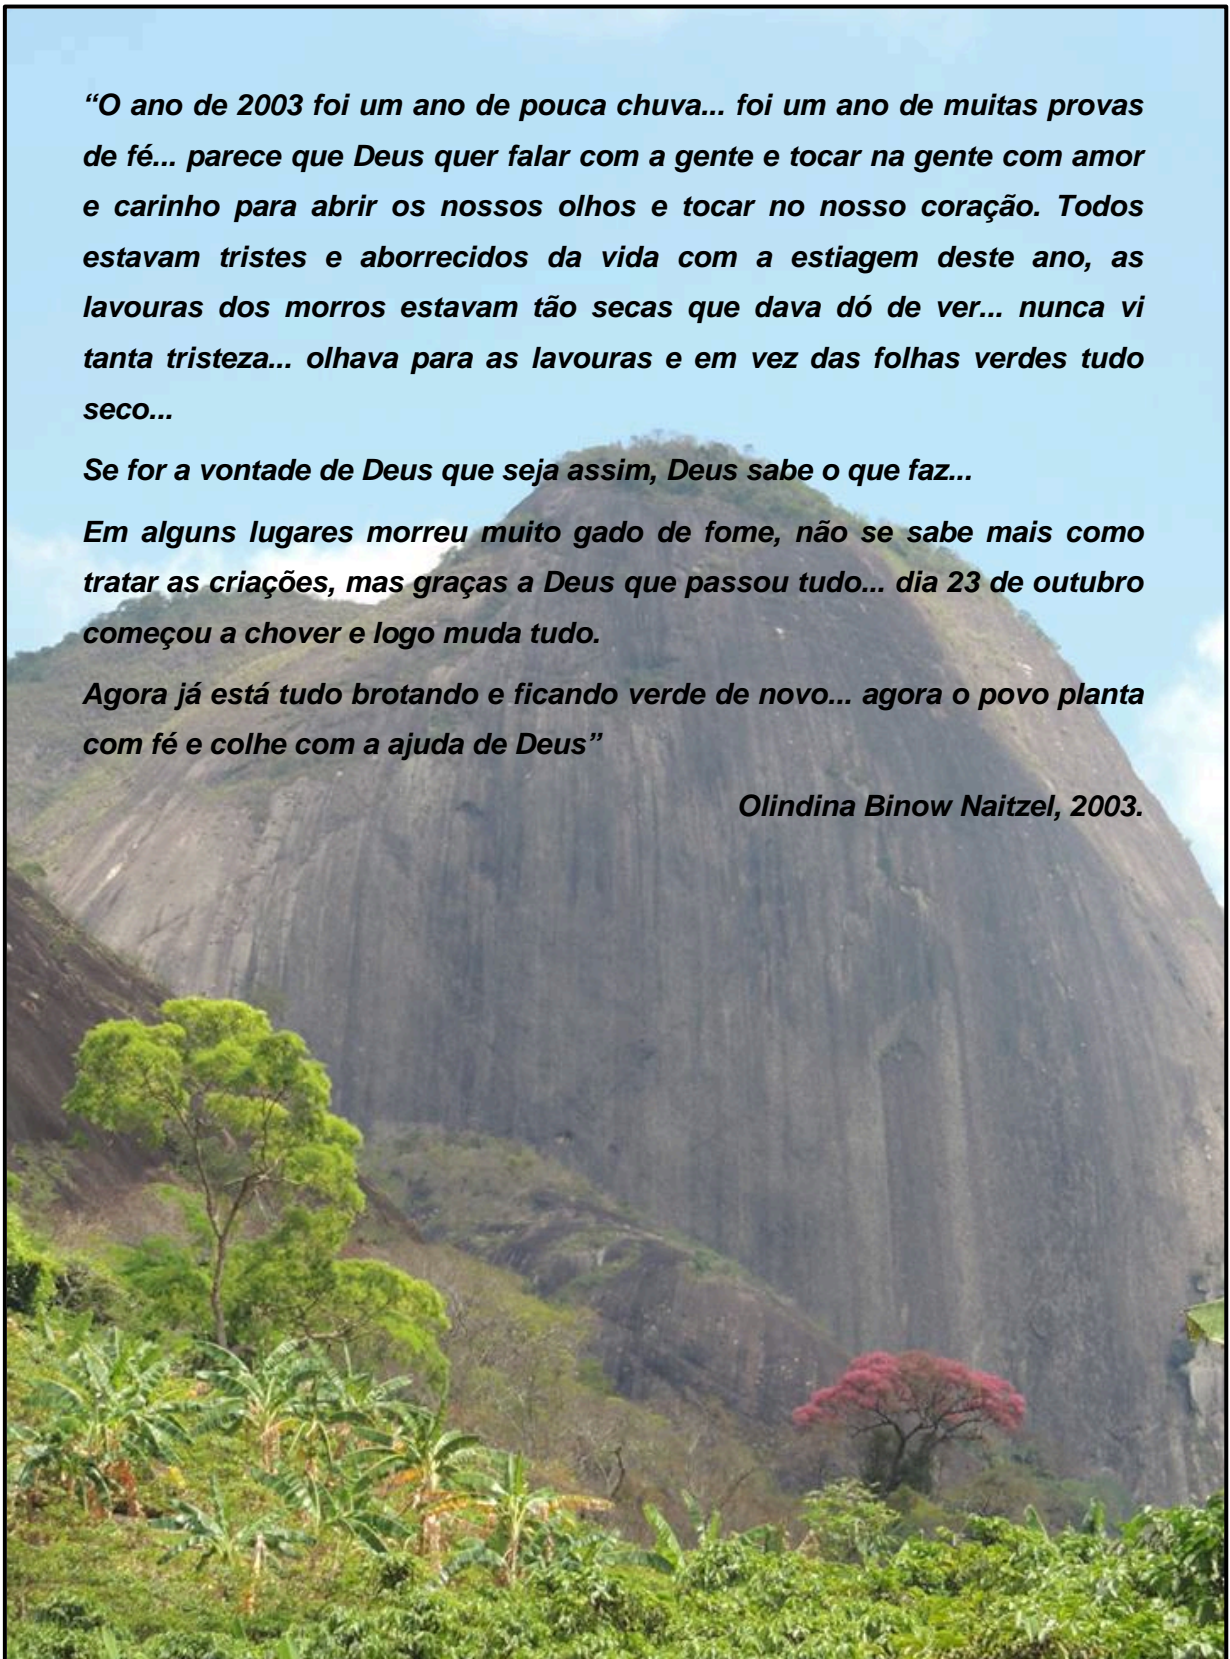 “O ano de 2003 foi um ano de pouca chuva... foi um ano de muitas provas
de fé... parece que Deus quer falar com a gente e tocar na gente com amor
e carinho para abrir os nossos olhos e tocar no nosso coração. Todos
estavam tristes e aborrecidos da vida com a estiagem deste ano, as
lavouras dos morros estavam tão secas que dava dó de ver... nunca vi
tanta tristeza... olhava para as lavouras e em vez das folhas verdes tudo
seco...
Se for a vontade de Deus que seja assim, Deus sabe o que faz...
Em alguns lugares morreu muito gado de fome, não se sabe mais como
tratar as criações, mas graças a Deus que passou tudo... dia 23 de outubro
começou a chover e logo muda tudo.
Agora já está tudo brotando e ficando verde de novo... agora o povo planta
com fé e colhe com a ajuda de Deus”
Olindina Binow Naitzel, 2003.